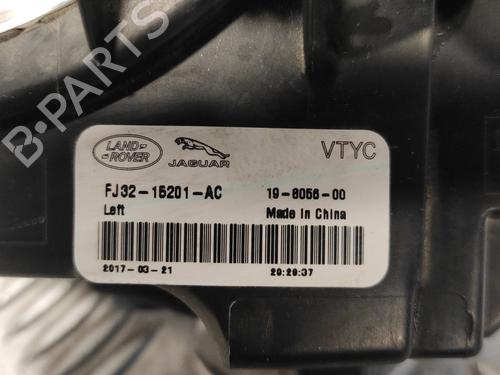 LAND-
ROVER
JAGUAR
VTYC
FJ32-15201-AC
19-6056-00
Left
Made in China
2017-03-21
20:29:37
B-PARTS